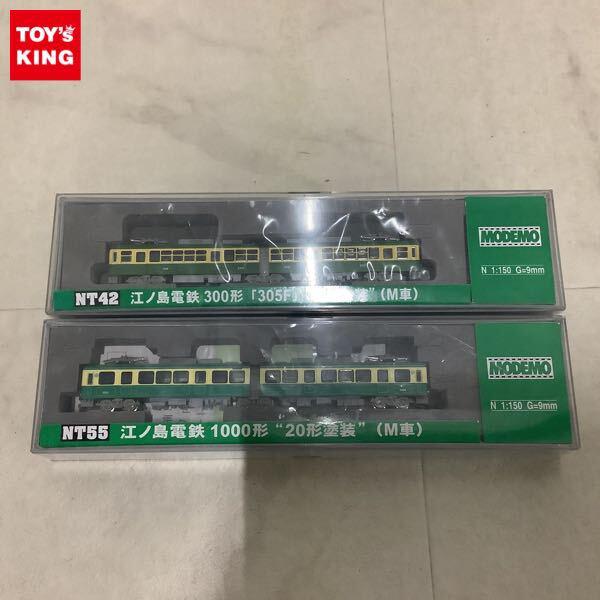 TOY'S
KING
MODEMO
N 1:150 G=9mm
NT42 江ノ島電鉄 300形「305F」 (M車)
MODEMO
N 1:150 G=9mm
NT55 江ノ島電鉄 1000形 “20形塗装” (M車)